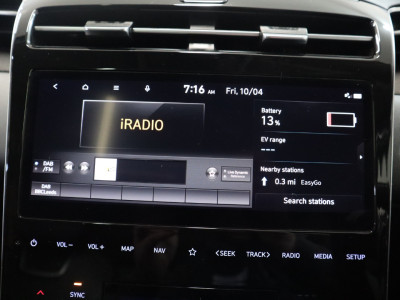 7:16 AM Fri, 10/04
iRADIO
Battery
13%
EV range
---
Nearby stations
0.3 mi EasyGo
Search stations
DAB
/FM
DAB
VOL− VOL+ MAP NAV <SEEK TRACK> RADIO MEDIA SETUP
SYNC